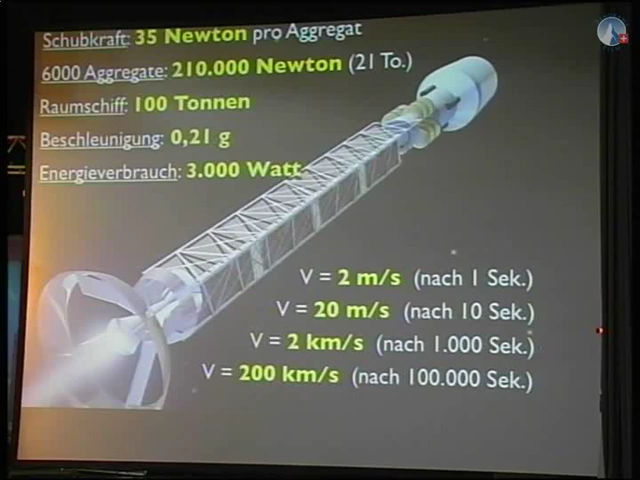 Schubkraft: 35 Newton pro Aggregat
6000 Aggregate: 210.000 Newton (21 To.)
Raumschiff: 100 Tonnen
Beschleunigung: 0,21 g
Energieverbrauch: 3.000 Watt
V = 2 m/s (nach 1 Sek.)
V = 20 m/s (nach 10 Sek.)
V = 2 km/s (nach 1.000 Sek.)
V = 200 km/s (nach 100.000 Sek.)